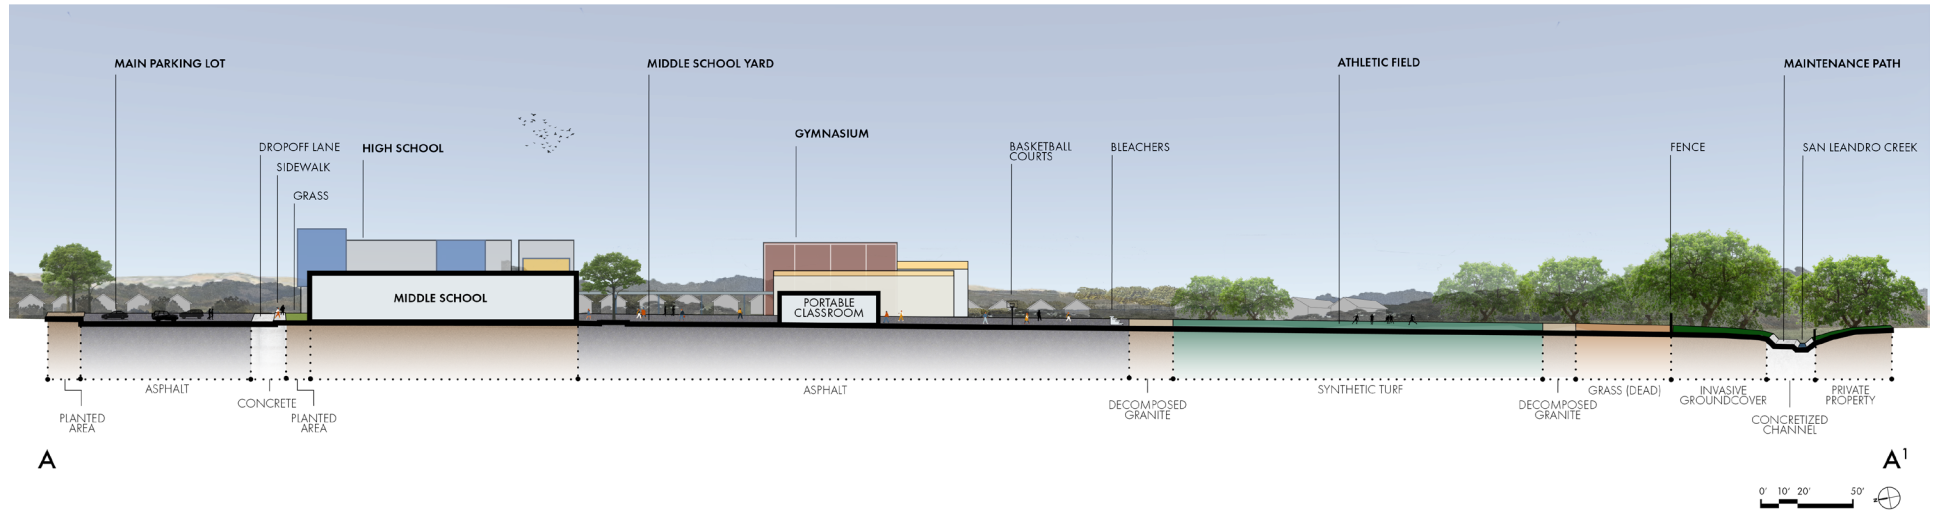 MAIN PARKING LOT
MIDDLE SCHOOL YARD
ATHLETIC FIELD
MAINTENANCE PATH
GYMNASIUM
DROPOFF LANE
HIGH SCHOOL
BASKETBALL
COURTS
BLEACHERS
FENCE
SAN LEANDRO CREEK
SIDEWALK
GRASS
MIDDLE SCHOOL
PORTABLE
CLASSROOM
ASPHALT
ASPHALT
SYNTHETIC TURF
GRASS (DEAD)
INVASIVE
GROUNDCOVER
PRIVATE
PROPERTY
CONCRETE
DECOMPOSED
GRANITE
DECOMPOSED
GRANITE
PLANTED
AREA
PLANTED
AREA
CONCRETIZED
CHANNEL
A
A1
0' 10' 20' 50'